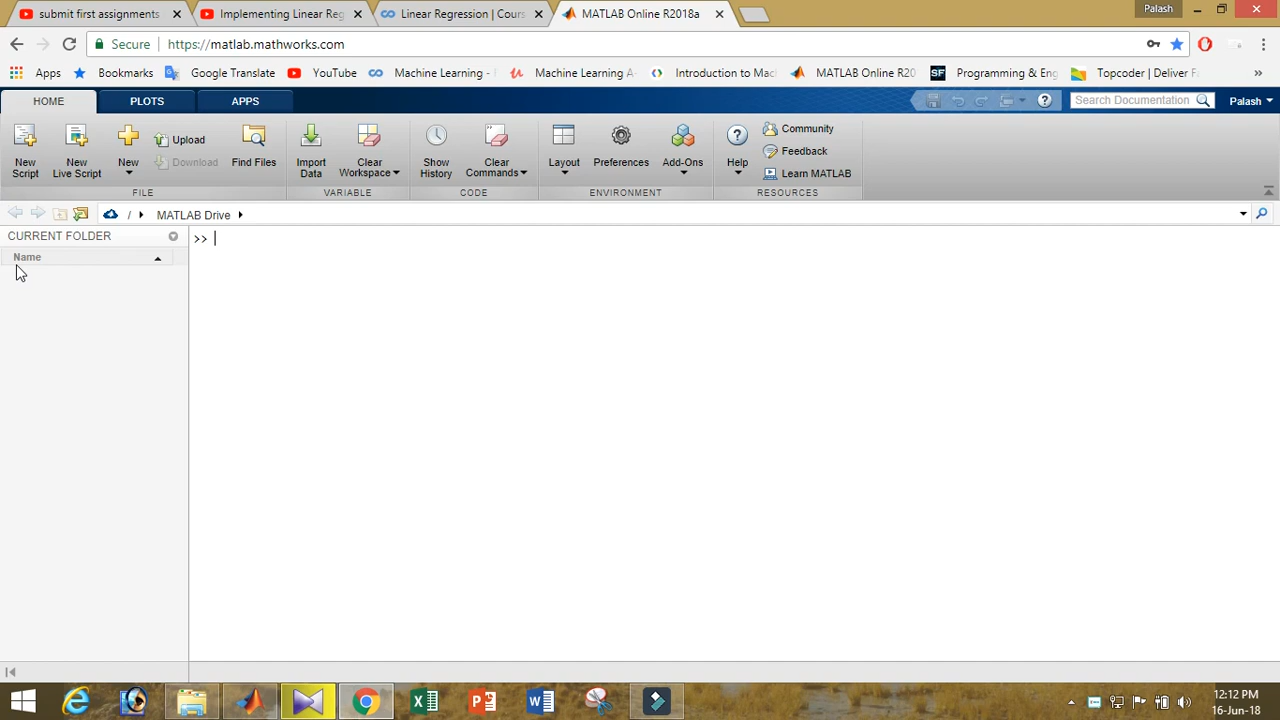 submit first assignments
Implementing Linear Reg
Linear Regression | Cours
MATLAB Online R2018a
Palash
Secure
https://matlab.mathworks.com
Apps
Bookmarks
Google Translate
YouTube
Machine Learning -
Machine Learning A-
Introduction to Mac
MATLAB Online R20
SF
Programming & Eng
Topcoder | Deliver Fa
»
HOME
PLOTS
APPS
Search Documentation
Palash
New Script
New Live Script
New
Upload
Download
Find Files
FILE
Import Data
Clear Workspace
VARIABLE
Show History
Clear Commands
CODE
Layout
Preferences
Add-Ons
ENVIRONMENT
Help
Community
Feedback
Learn MATLAB
RESOURCES
/ MATLAB Drive
CURRENT FOLDER
Name
>>
12:12 PM
16-Jun-18